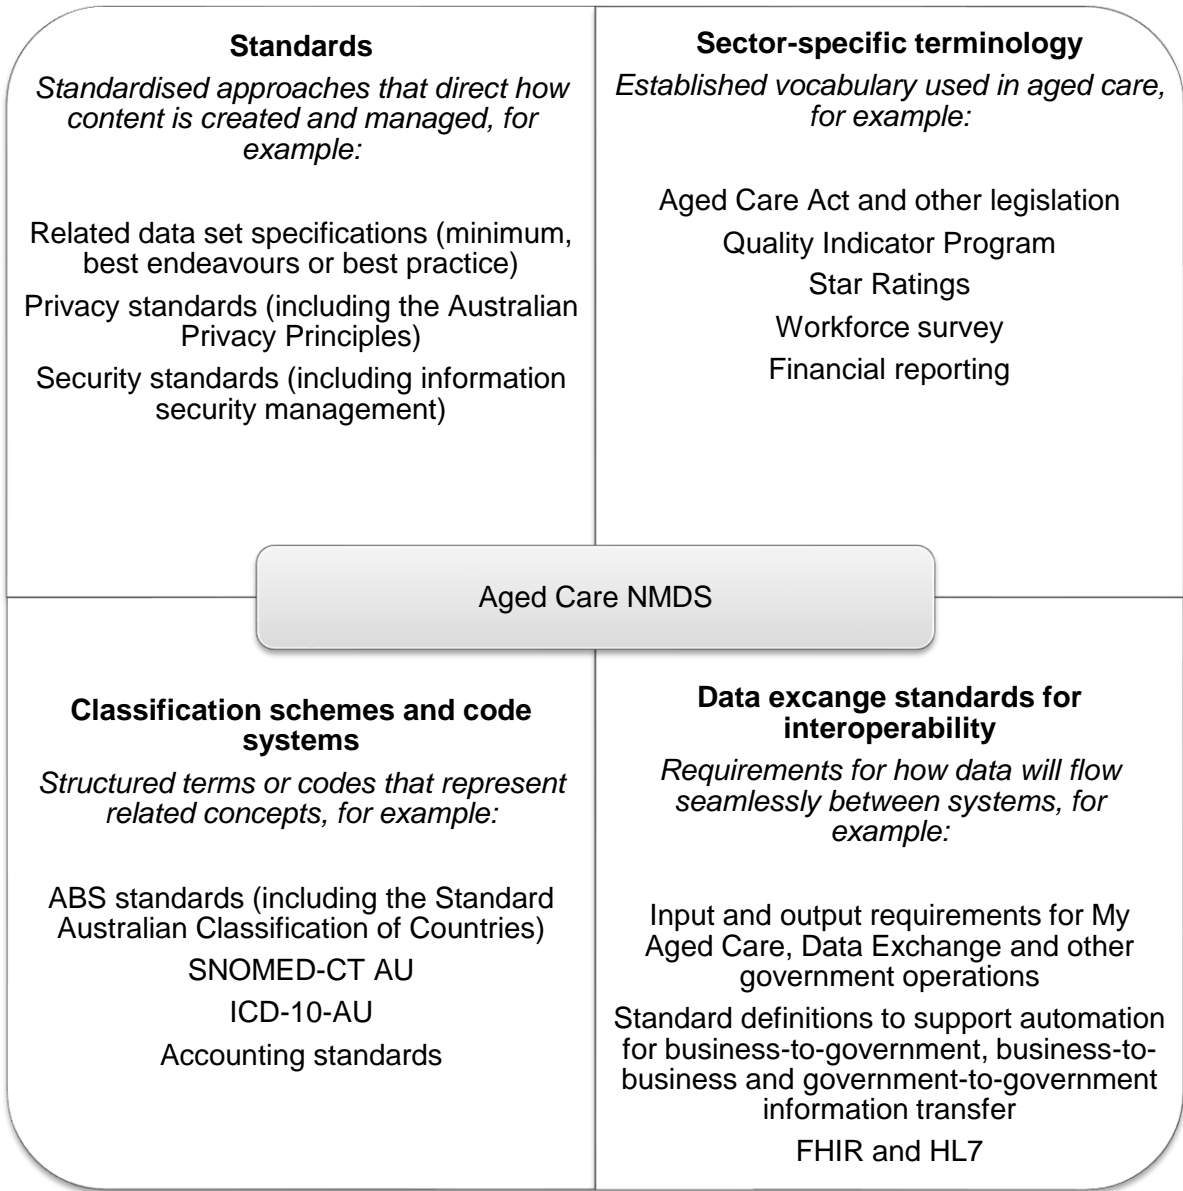 Standards
Standardised approaches that direct how
content is created and managed, for
example:
Related data set specifications (minimum,
best endeavours or best practice)
Privacy standards (including the Australian
Privacy Principles)
Security standards (including information
security management)
Sector-specific terminology
Established vocabulary used in aged care,
for example:
Aged Care Act and other legislation
Quality Indicator Program
Star Ratings
Workforce survey
Financial reporting
Aged Care NMDS
Classification schemes and code
systems
Structured terms or codes that represent
related concepts, for example:
ABS standards (including the Standard
Australian Classification of Countries)
SNOMED-CT AU
ICD-10-AU
Accounting standards
Data excange standards for
interoperability
Requirements for how data will flow
seamlessly between systems, for
example:
Input and output requirements for My
Aged Care, Data Exchange and other
government operations
Standard definitions to support automation
for business-to-government, business-to-
business and government-to-government
information transfer
FHIR and HL7